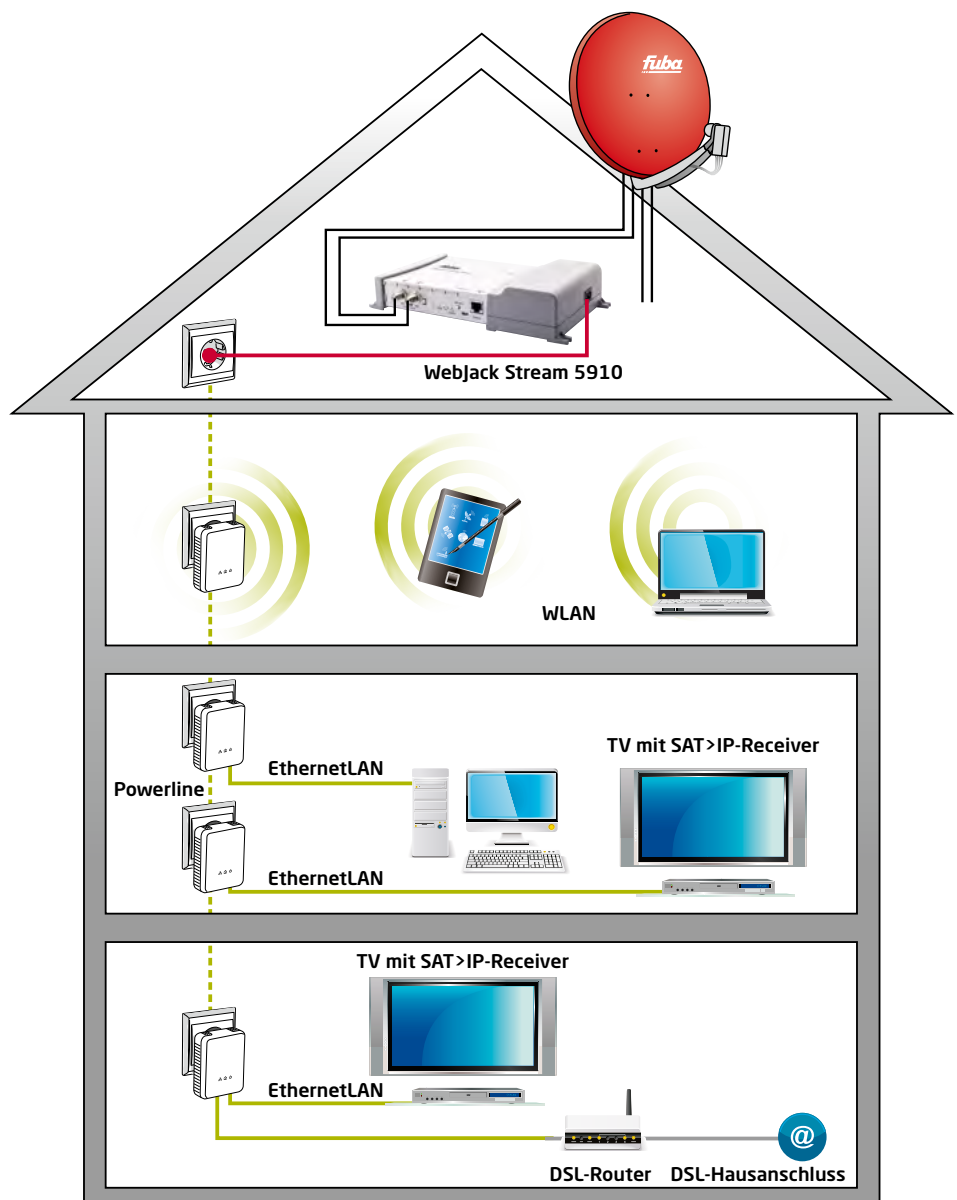 fuba
WebJack Stream 5910
WLAN
TV mit SAT>IP-Receiver
EthernetLAN
Powerline
EthernetLAN
TV mit SAT>IP-Receiver
EthernetLAN
@
DSL-Router
DSL-Hausanschluss